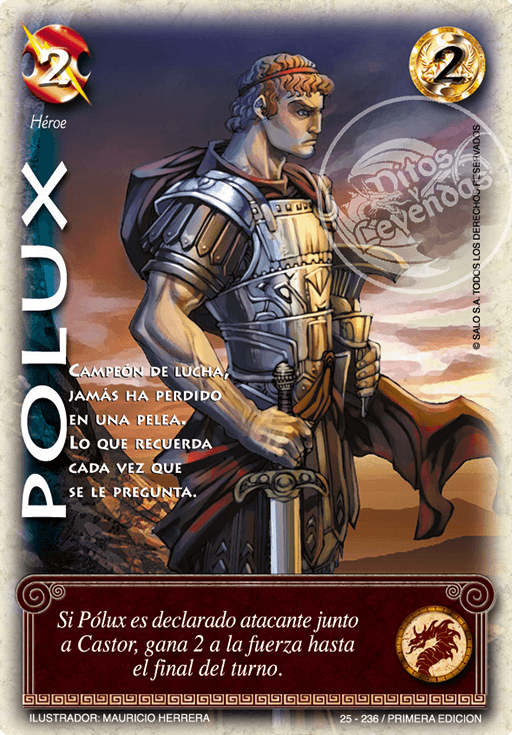 2
2
Héroe
Mitos
y
Leyendas
© SALO S.A. TODOS LOS DERECHOS RESERVADOS
POLUX
CAMPEÓN DE LUCHA,
JAMÁS HA PERDIDO
EN UNA PELEA.
LO QUE RECUERDA
CADA VEZ QUE
SE LE PREGUNTA.
Si Pólux es declarado atacante junto
a Castor, gana 2 a la fuerza hasta
el final del turno.
ILUSTRADOR: MAURICIO HERRERA
25 - 236 / PRIMERA EDICION